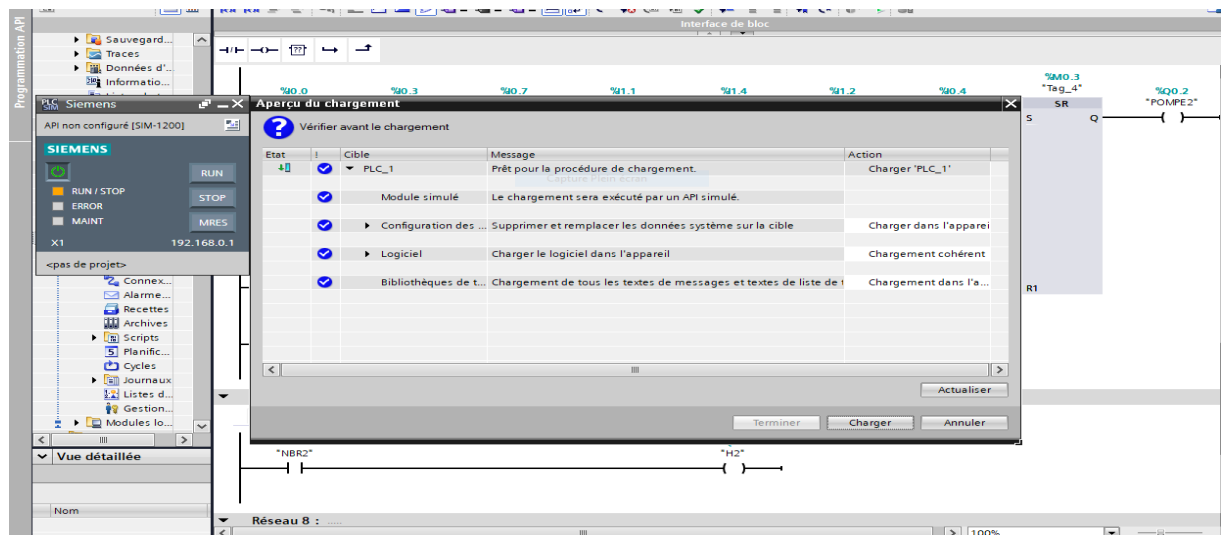 Interface de bloc
Programmation API
Sauvegard...
Traces
Données d'...
Informatio...
%M0.3
"Tag_4"
%I0.0 %I0.3 %I0.7 %I1.1 %I1.4 %I1.2 %I0.4 SR %Q0.2
"POMPE2"
S Q
R1
PLC SIM Siemens
API non configuré [SIM-1200]
SIEMENS
RUN
RUN / STOP
STOP
ERROR
MAINT
MRES
X1 192.168.0.1
<pas de projet>
Aperçu du chargement
Vérifier avant le chargement
Etat ! Cible Message Action
PLC_1 Prêt pour la procédure de chargement. Charger 'PLC_1'
Capture Plein écran
Module simulé Le chargement sera exécuté par un API simulé.
Configuration des ... Supprimer et remplacer les données système sur la cible Charger dans l'apparei
Logiciel Charger le logiciel dans l'appareil Chargement cohérent
Bibliothèques de t... Chargement de tous les textes de messages et textes de liste de t Chargement dans l'a...
Actualiser
Terminer Charger Annuler
Connex...
Alarme...
Recettes
Archives
Scripts
Planific...
Cycles
Journaux
Listes d...
Gestion...
Modules lo...
Vue détaillée
Nom
"NBR2" "H2"
Réseau 8 : .....
100%